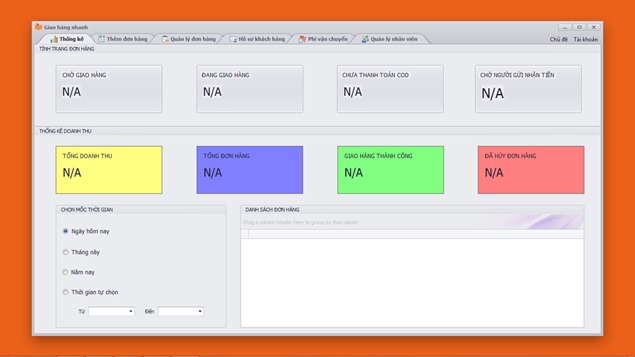 Giao hàng nhanh
Thống kê
Thêm đơn hàng
Quản lý đơn hàng
Hồ sơ khách hàng
Phí vận chuyển
Quản lý nhân viên
Chủ đề
Tài khoản
TÌNH TRẠNG ĐƠN HÀNG
CHỜ GIAO HÀNG
ĐANG GIAO HÀNG
CHƯA THANH TOÁN COD
CHỜ NGƯỜI GỬI NHẬN TIỀN
N/A
N/A
N/A
N/A
THỐNG KÊ DOANH THU
TỔNG DOANH THU
TỔNG ĐƠN HÀNG
GIAO HÀNG THÀNH CÔNG
ĐÃ HỦY ĐƠN HÀNG
N/A
N/A
N/A
N/A
CHỌN MỐC THỜI GIAN
Ngày hôm nay
Tháng này
Năm nay
Thời gian tự chọn
Từ
Đến
DANH SÁCH ĐƠN HÀNG
Drag a column header here to group by that column